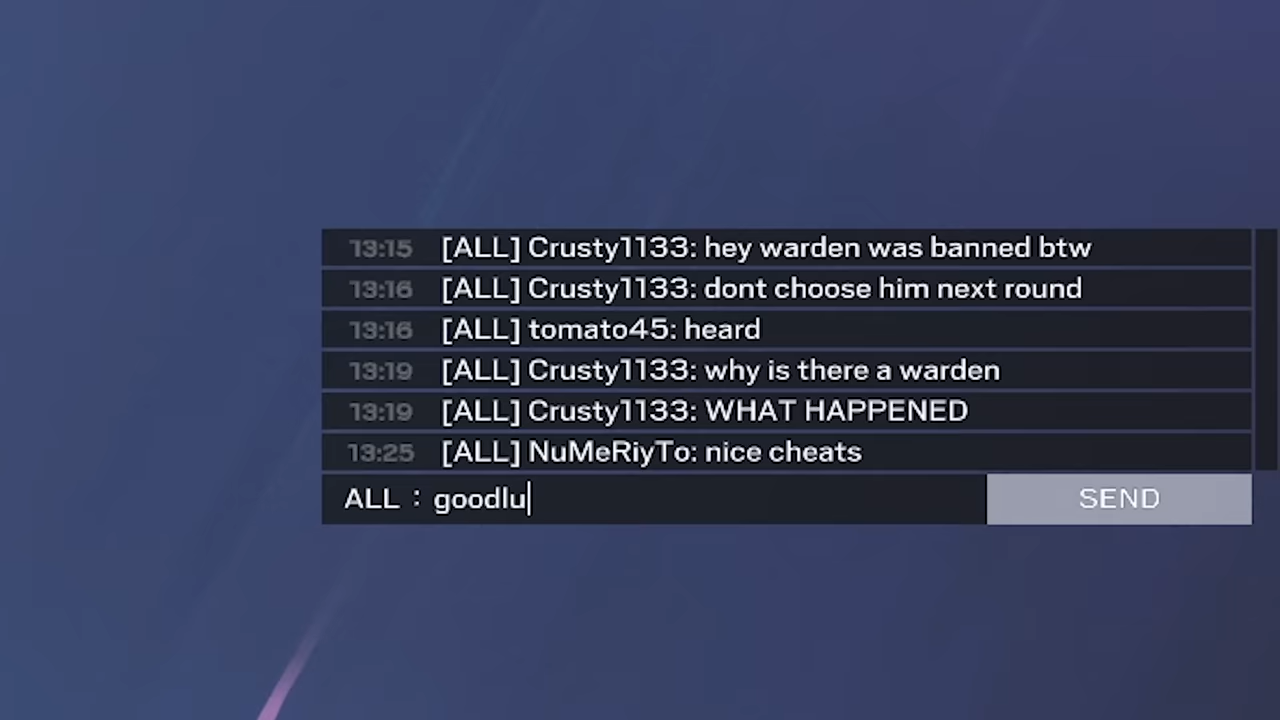 13:15 [ALL] Crusty1133: hey warden was banned btw
13:16 [ALL] Crusty1133: dont choose him next round
13:16 [ALL] tomato45: heard
13:19 [ALL] Crusty1133: why is there a warden
13:19 [ALL] Crusty1133: WHAT HAPPENED
13:25 [ALL] NuMeRiyTo: nice cheats
ALL : goodlu SEND